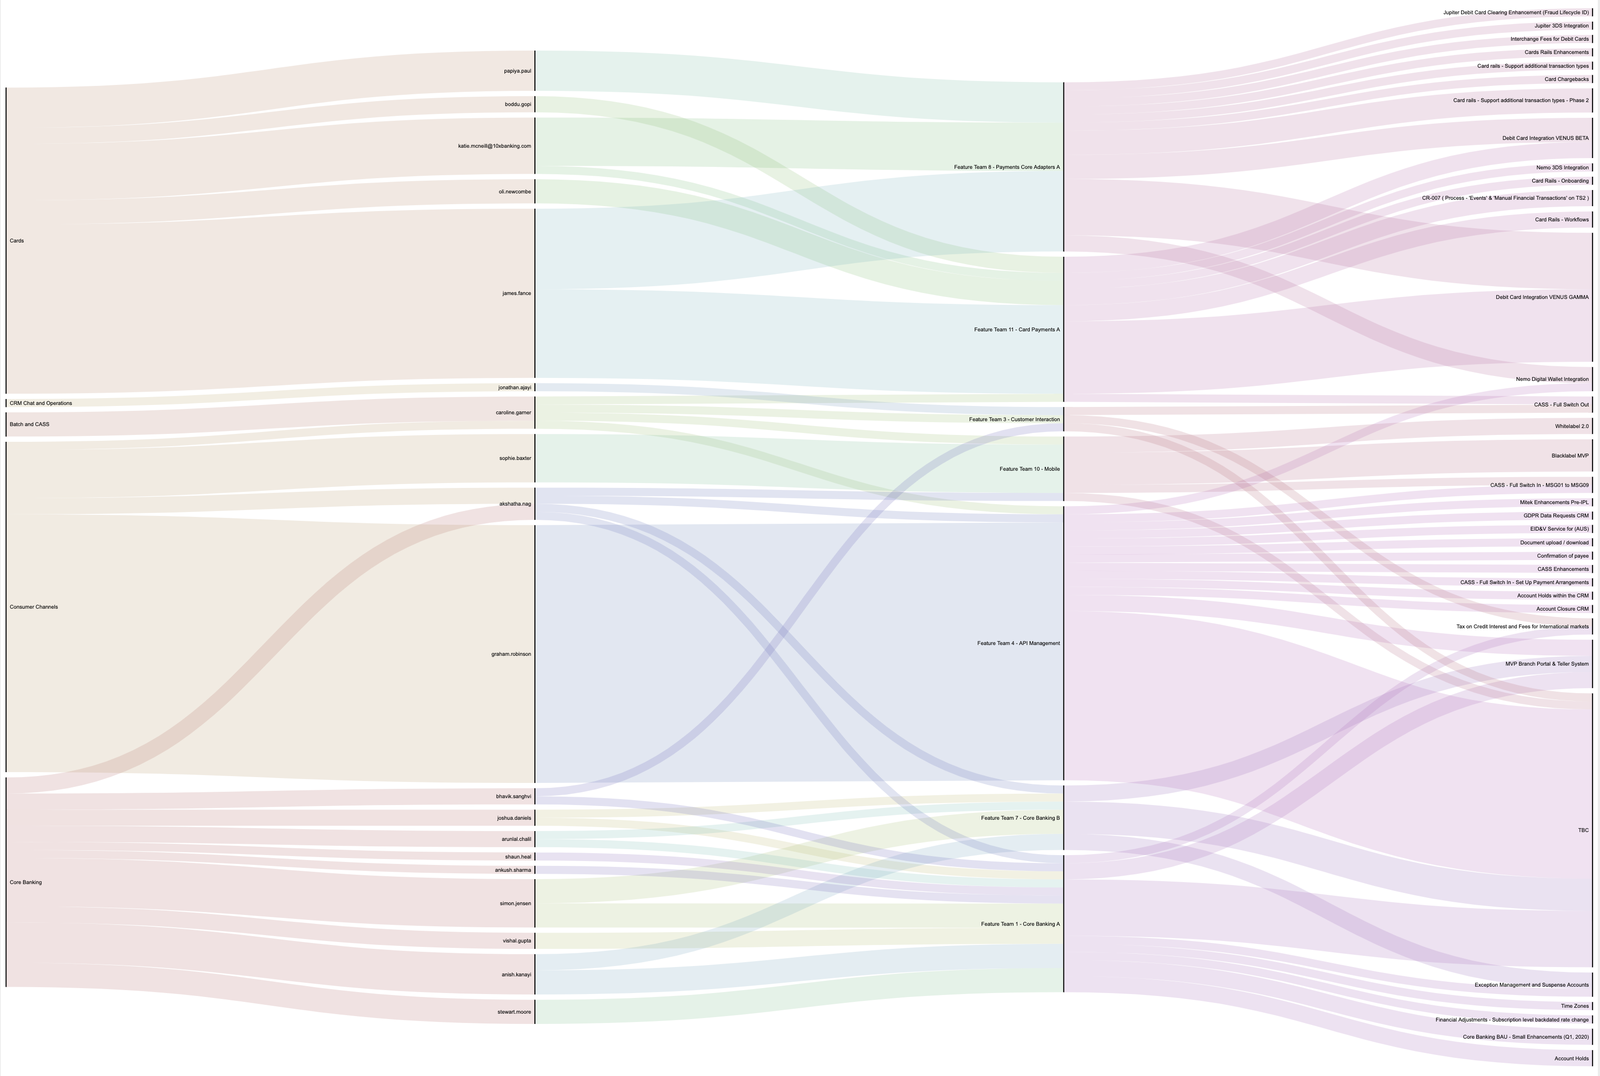 Cards
CRM Chat and Operations
Batch and CASS
Consumer Channels
Core Banking
papiya.paul
boddu.gopi
katie.mcneill@10xbanking.com
oli.newcombe
james.fance
jonathan.ajayi
caroline.garner
sophie.baxter
akshatha.nag
graham.robinson
bhavik.sanghvi
joshua.daniels
arunlal.chalil
shaun.heal
ankush.sharma
simon.jensen
vishal.gupta
anish.kanayi
stewart.moore
Feature Team 8 - Payments Core Adapters A
Feature Team 11 - Card Payments A
Feature Team 3 - Customer Interaction
Feature Team 10 - Mobile
Feature Team 4 - API Management
Feature Team 7 - Core Banking B
Feature Team 1 - Core Banking A
Jupiter Debit Card Clearing Enhancement (Fraud Lifecycle ID)
Jupiter 3DS Integration
Interchange Fees for Debit Cards
Cards Rails Enhancements
Card rails - Support additional transaction types
Card Chargebacks
Card rails - Support additional transaction types - Phase 2
Debit Card Integration VENUS BETA
Nemo 3DS Integration
Card Rails - Onboarding
CR-007 ( Process - 'Events' & 'Manual Financial Transactions' on TS2 )
Card Rails - Workflows
Debit Card Integration VENUS GAMMA
Nemo Digital Wallet Integration
CASS - Full Switch Out
Whitelabel 2.0
Blacklabel MVP
CASS - Full Switch In - MSG01 to MSG09
Mitek Enhancements Pre-IPL
GDPR Data Requests CRM
EID&V Service for (AUS)
Document upload / download
Confirmation of payee
CASS Enhancements
CASS - Full Switch In - Set Up Payment Arrangements
Account Holds within the CRM
Account Closure CRM
Tax on Credit Interest and Fees for International markets
MVP Branch Portal & Teller System
TBC
Exception Management and Suspense Accounts
Time Zones
Financial Adjustments - Subscription level backdated rate change
Core Banking BAU - Small Enhancements (Q1, 2020)
Account Holds